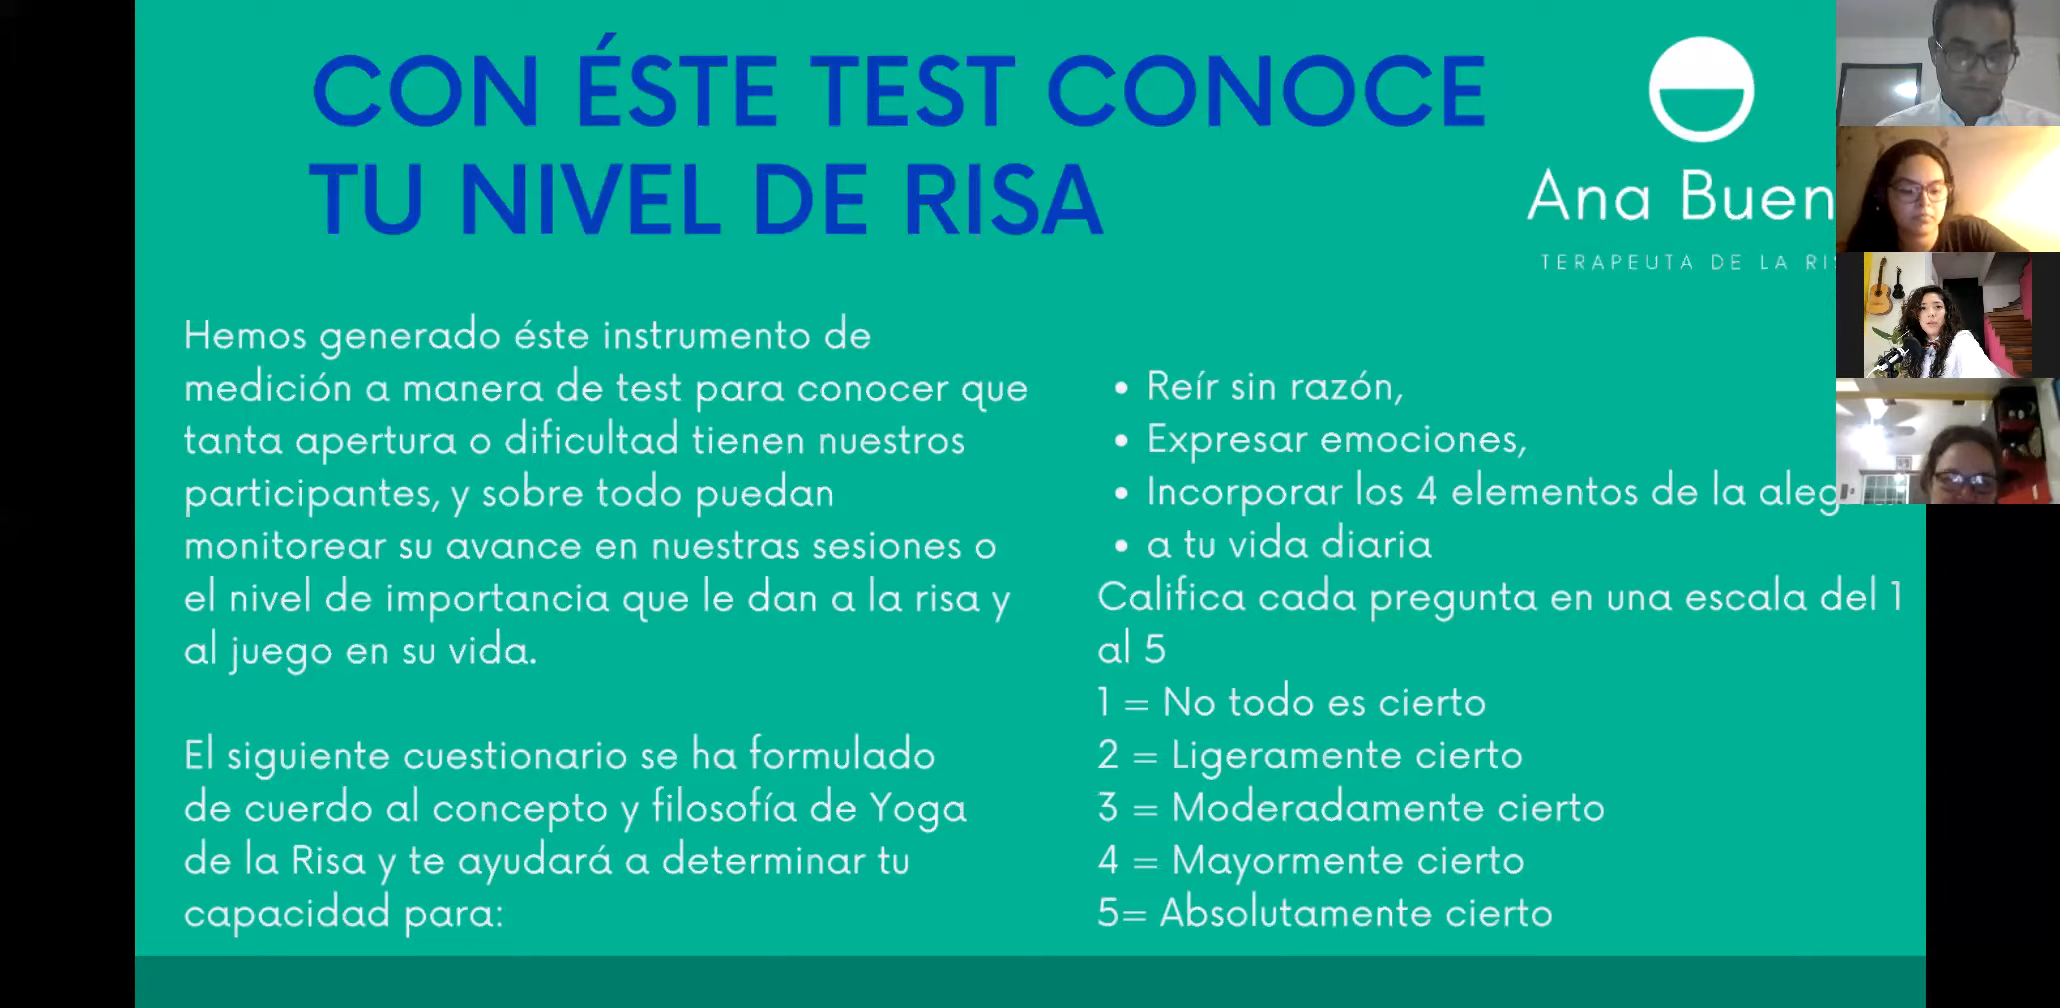 CON ÉSTE TEST CONOCE
TU NIVEL DE RISA
Ana Buen
TERAPEUTA DE LA
Hemos generado éste instrumento de
medición a manera de test para conocer que
tanta apertura o dificultad tienen nuestros
participantes, y sobre todo puedan
monitorear su avance en nuestras sesiones o
el nivel de importancia que le dan a la risa y
al juego en su vida.
El siguiente cuestionario se ha formulado
de cuerdo al concepto y filosofía de Yoga
de la Risa y te ayudará a determinar tu
capacidad para:
• Reír sin razón,
• Expresar emociones,
• Incorporar los 4 elementos de la
• a tu vida diaria
Califica cada pregunta en una escala del 1
al 5
1 = No todo es cierto
2 = Ligeramente cierto
3 = Moderadamente cierto
4 = Mayormente cierto
5= Absolutamente cierto